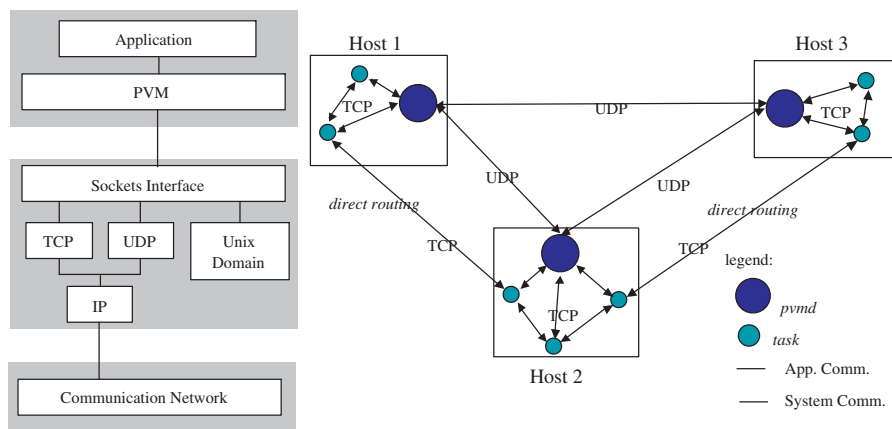 Application
PVM
Sockets Interface
TCP
UDP
Unix
Domain
IP
Communication Network
Host 1
Host 3
TCP
UDP
TCP
UDP
UDP
direct routing
direct routing
TCP
TCP
TCP
Host 2
legend:
pvmd
task
App. Comm.
System Comm.